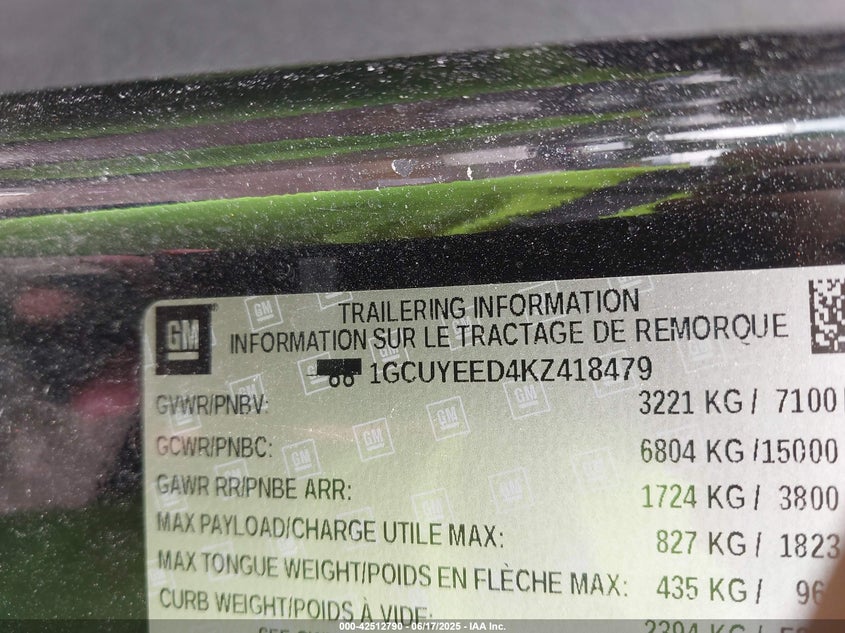 GM
TRAILERING INFORMATION
INFORMATION SUR LE TRACTAGE DE REMORQUE
1GCUYEED4KZ418479
GVWR/PNBV: 3221 KG / 7100
GCWR/PNBC: 6804 KG /15000
GAWR RR/PNBE ARR: 1724 KG / 3800
MAX PAYLOAD/CHARGE UTILE MAX: 827 KG / 1823
MAX TONGUE WEIGHT/POIDS EN FLÈCHE MAX: 435 KG / 96
CURB WEIGHT/POIDS À VIDE:
000-42512790 - 06/17/2025 - IAA Inc.